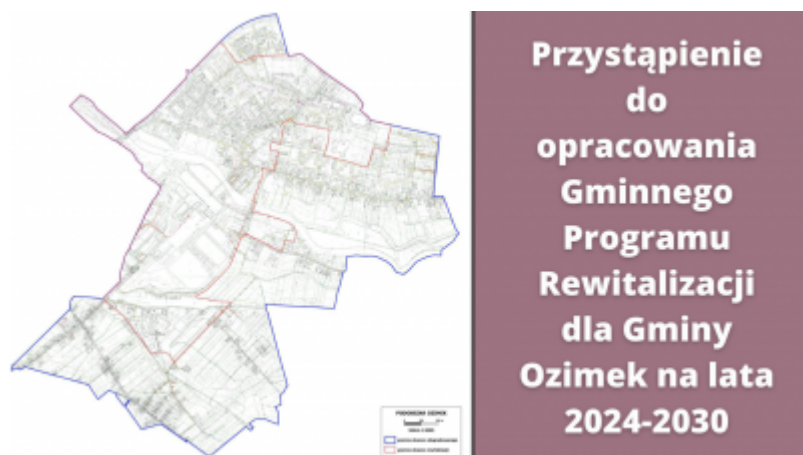 Przystąpienie
do
opracowania
Gminnego
Programu
Rewitalizacji
dla Gminy
Ozimek na lata
2024-2030